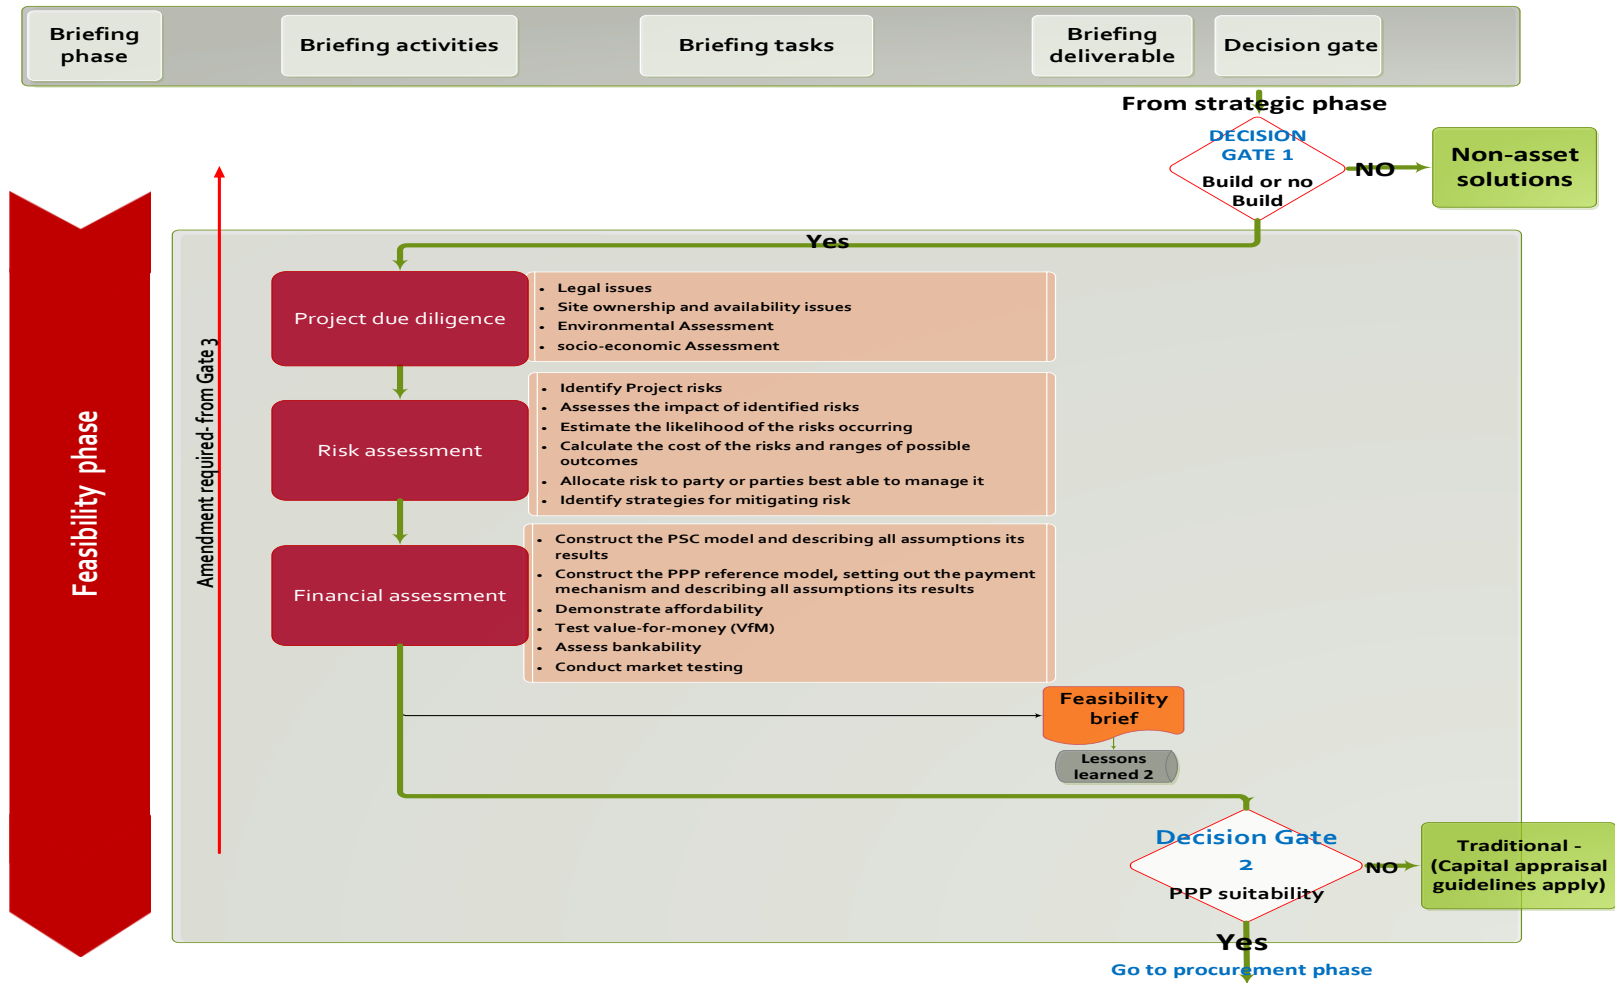 Briefing
phase
Briefing activities
Briefing tasks
Briefing
deliverable
Decision gate
From strategic phase
DECISION
GATE 1
Build or no
Build
NO
Non-asset
solutions
Yes
Feasibility phase
Amendment required- from Gate 3
Project due diligence
• Legal issues
• Site ownership and availability issues
• Environmental Assessment
• socio-economic Assessment
Risk assessment
• Identify Project risks
• Assesses the impact of identified risks
• Estimate the likelihood of the risks occurring
• Calculate the cost of the risks and ranges of possible
outcomes
• Allocate risk to party or parties best able to manage it
• Identify strategies for mitigating risk
Financial assessment
• Construct the PSC model and describing all assumptions its
results
• Construct the PPP reference model, setting out the payment
mechanism and describing all assumptions its results
• Demonstrate affordability
• Test value-for-money (VfM)
• Assess bankability
• Conduct market testing
Feasibility
brief
Lessons
learned 2
Decision Gate
2
PPP suitability
NO
Traditional -
(Capital appraisal
guidelines apply)
Yes
Go to procurement phase